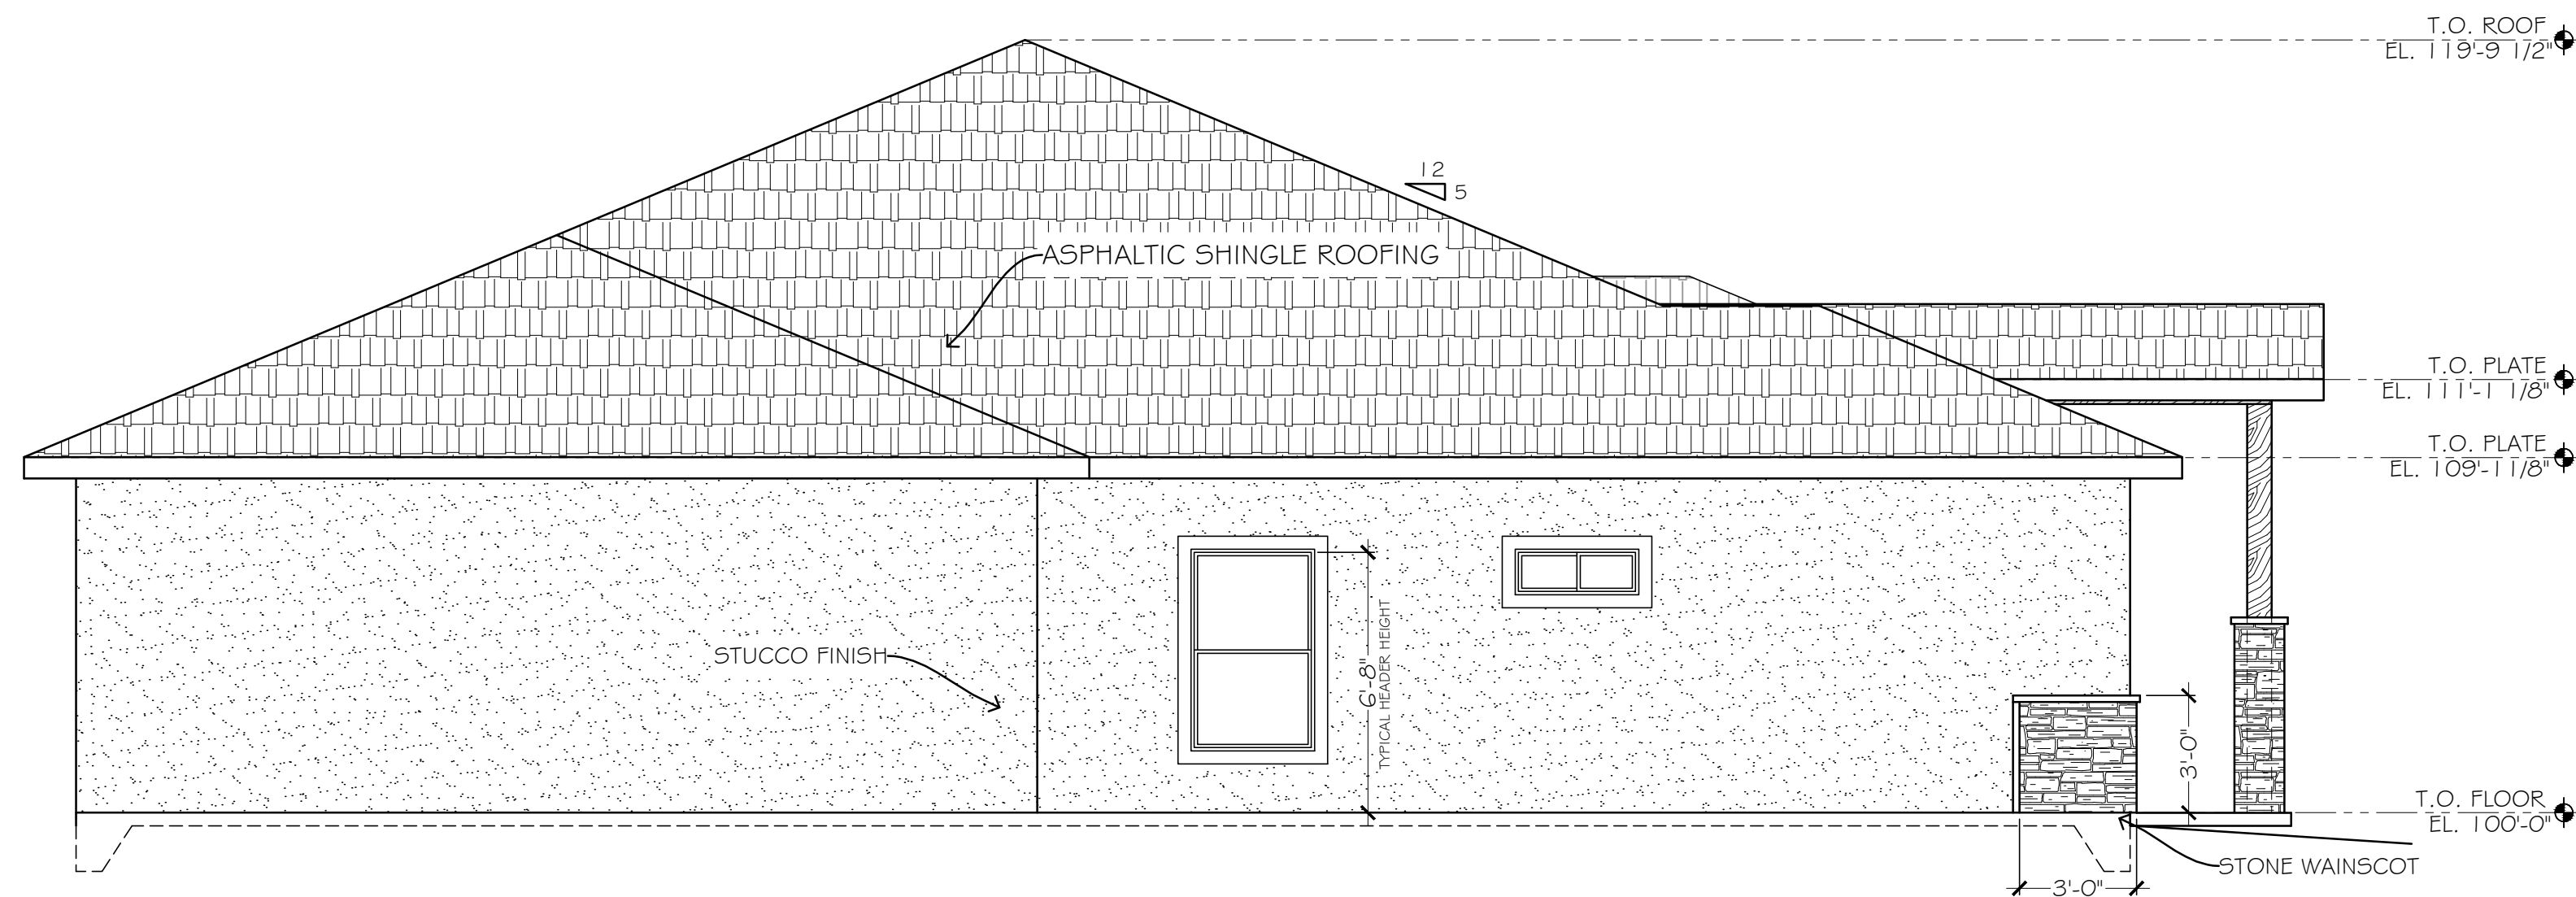 T.O. ROOF
EL. 119'-9 1/2"
12
5
ASPHALTIC SHINGLE ROOFING
T.O. PLATE
EL. 111'-1 1/8"
T.O. PLATE
EL. 109'-1 1/8"
STUCCO FINISH
6'-8"
TYPICAL HEADER HEIGHT
3'-0"
T.O. FLOOR
EL. 100'-0"
STONE WAINSCOT
3'-0"